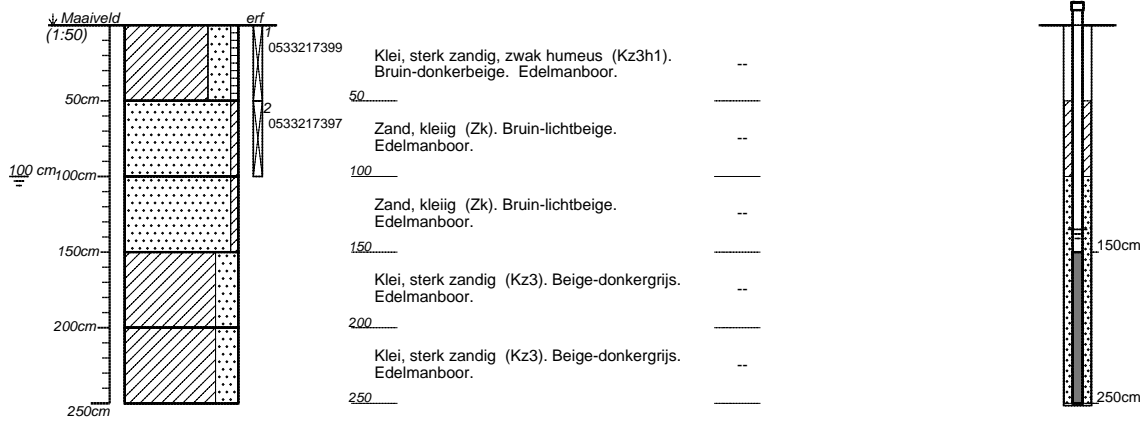 Maaiveld
erf
(1:50)
1
0533217399
Klei, sterk zandig, zwak humeus (Kz3h1).
Bruin-donkerbeige. Edelmanboor.
--
50cm
50
2
0533217397
Zand, kleiig (Zk). Bruin-lichtbeige.
Edelmanboor.
--
100 cm
100cm
100
Zand, kleiig (Zk). Bruin-lichtbeige.
Edelmanboor.
--
150cm
150
150cm
Klei, sterk zandig (Kz3). Beige-donkergrijs.
Edelmanboor.
--
200cm
200
Klei, sterk zandig (Kz3). Beige-donkergrijs.
Edelmanboor.
--
250cm
250
250cm